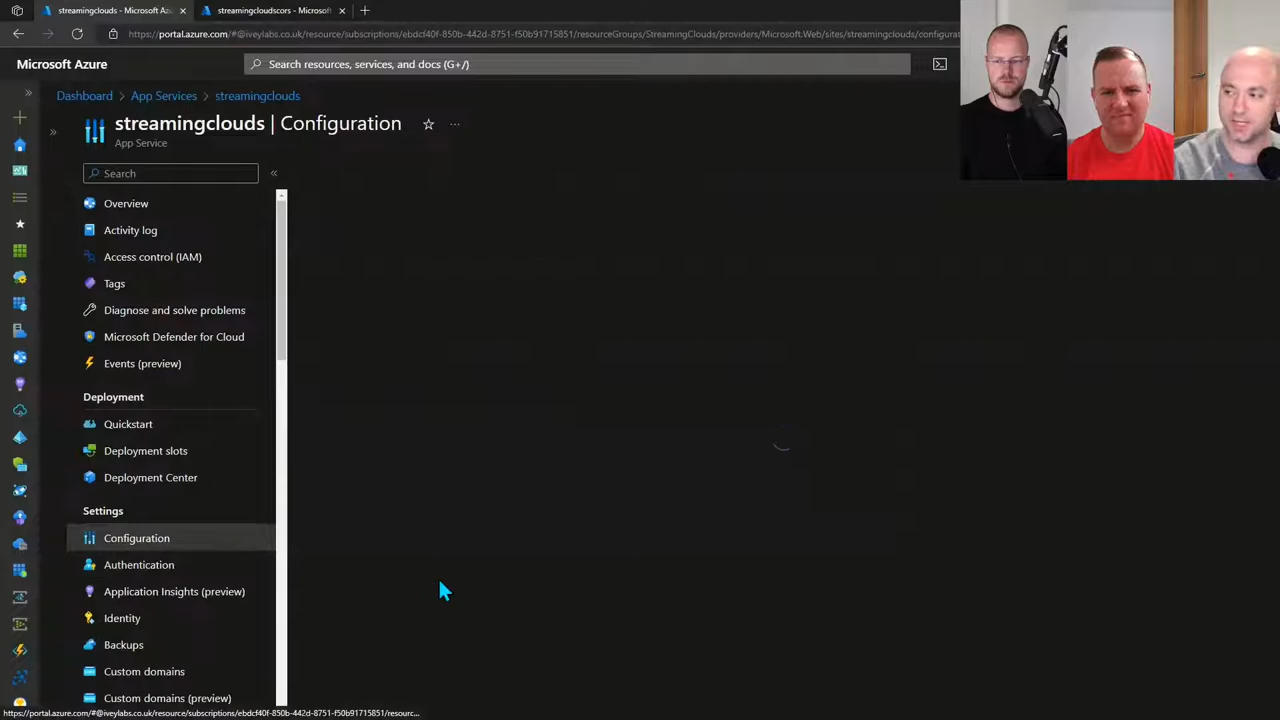 streamingclouds - Microsoft Az
streamingcloudscors - Microsoft
https://portal.azure.com/#@iveylabs.co.uk/resource/subscriptions/ebdcf40f-850b-442d-8751-f50b91715851/resourceGroups/StreamingClouds/providers/Microsoft.Web/sites/streamingclouds/configurat
Microsoft Azure
Search resources, services, and docs (G+/)
Dashboard > App Services > streamingclouds
streamingclouds | Configuration
App Service
Search
Overview
Activity log
Access control (IAM)
Tags
Diagnose and solve problems
Microsoft Defender for Cloud
Events (preview)
Deployment
Quickstart
Deployment slots
Deployment Center
Settings
Configuration
Authentication
Application Insights (preview)
Identity
Backups
Custom domains
Custom domains (preview)
https://portal.azure.com/#@iveylabs.co.uk/resource/subscriptions/ebdcf40f-850b-442d-8751-f50b91715851/resourc...